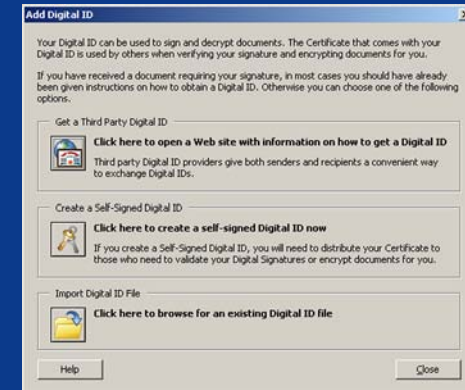 Add Digital ID
Your Digital ID can be used to sign and decrypt documents. The Certificate that comes with your
Digital ID is used by others when verifying your signature and encrypting documents for you.
If you have received a document requiring your signature, in most cases you should have already
been given instructions on how to obtain a Digital ID. Otherwise you can choose one of the following
options.
Get a Third Party Digital ID
Click here to open a Web site with information on how to get a Digital ID
Third party Digital ID providers give both senders and recipients a convenient way
to exchange Digital IDs.
Create a Self-Signed Digital ID
Click here to create a self-signed Digital ID now
If you create a Self-Signed Digital ID, you will need to distribute your Certificate to
those who need to validate your Digital Signatures or encrypt documents for you.
Import Digital ID File
Click here to browse for an existing Digital ID file
Help
Close